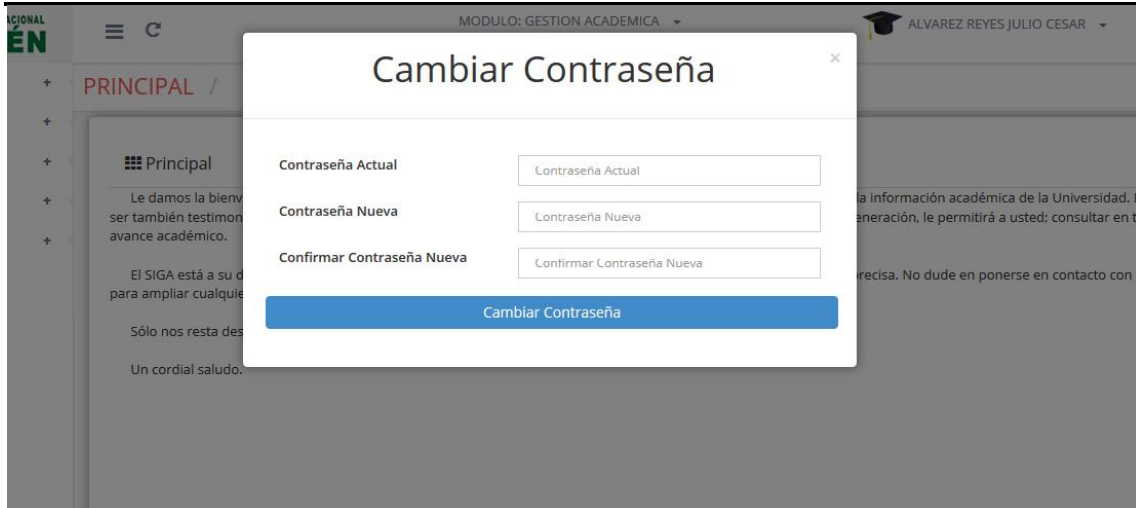 ACIONAL
ÉN
MODULO: GESTION ACADEMICA
ALVAREZ REYES JULIO CESAR
Cambiar Contraseña
×
PRINCIPAL /
Principal
Contraseña Actual
Contraseña Actual
Le damos la bienv
la información académica de la Universidad.
Contraseña Nueva
Contraseña Nueva
ser también testimon
eneración, le permitirá a usted; consultar en t
avance académico.
Confirmar Contraseña Nueva
Confirmar Contraseña Nueva
El SIGA está a su d
recisa. No dude en ponerse en contacto con
para ampliar cualquie
Cambiar Contraseña
Sólo nos resta des
Un cordial saludo.